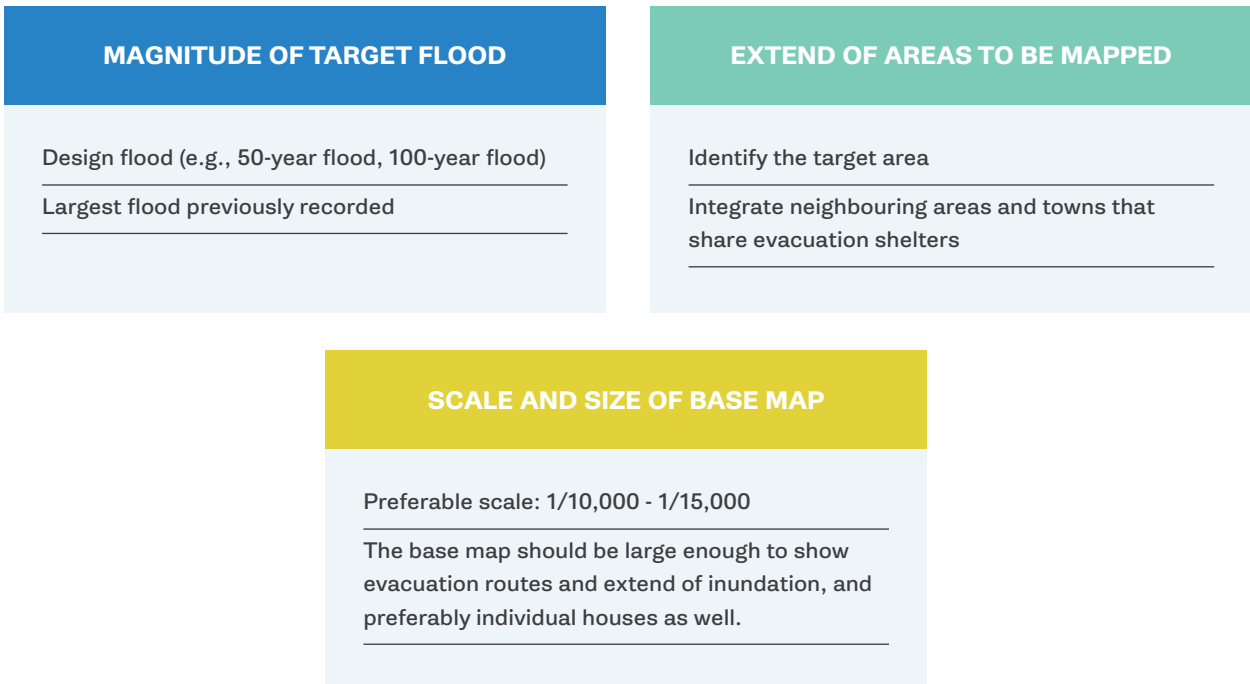 MAGNITUDE OF TARGET FLOOD
Design flood (e.g., 50-year flood, 100-year flood)
Largest flood previously recorded
EXTEND OF AREAS TO BE MAPPED
Identify the target area
Integrate neighbouring areas and towns that
share evacuation shelters
SCALE AND SIZE OF BASE MAP
Preferable scale: 1/10,000 - 1/15,000
The base map should be large enough to show
evacuation routes and extend of inundation, and
preferably individual houses as well.